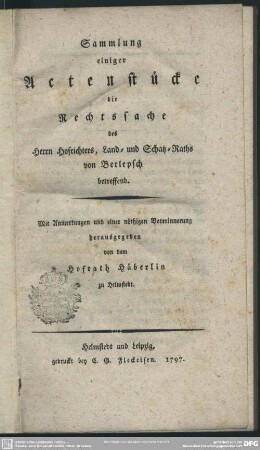 Sammlung
einiger
Actenstücke
die
Rechtssache
des
Herrn Hofrichters, Land- und Schatz-Raths
von Berlepsch
betreffend.
Mit Anmerkungen und einer nöthigen Vorerinnerung
herausgegeben
von dem
Hofrath Häberlin
zu Helmstedt.
Helmstedt und Leipzig,
gedruckt bey C. G. Fleckeisen. 1797.